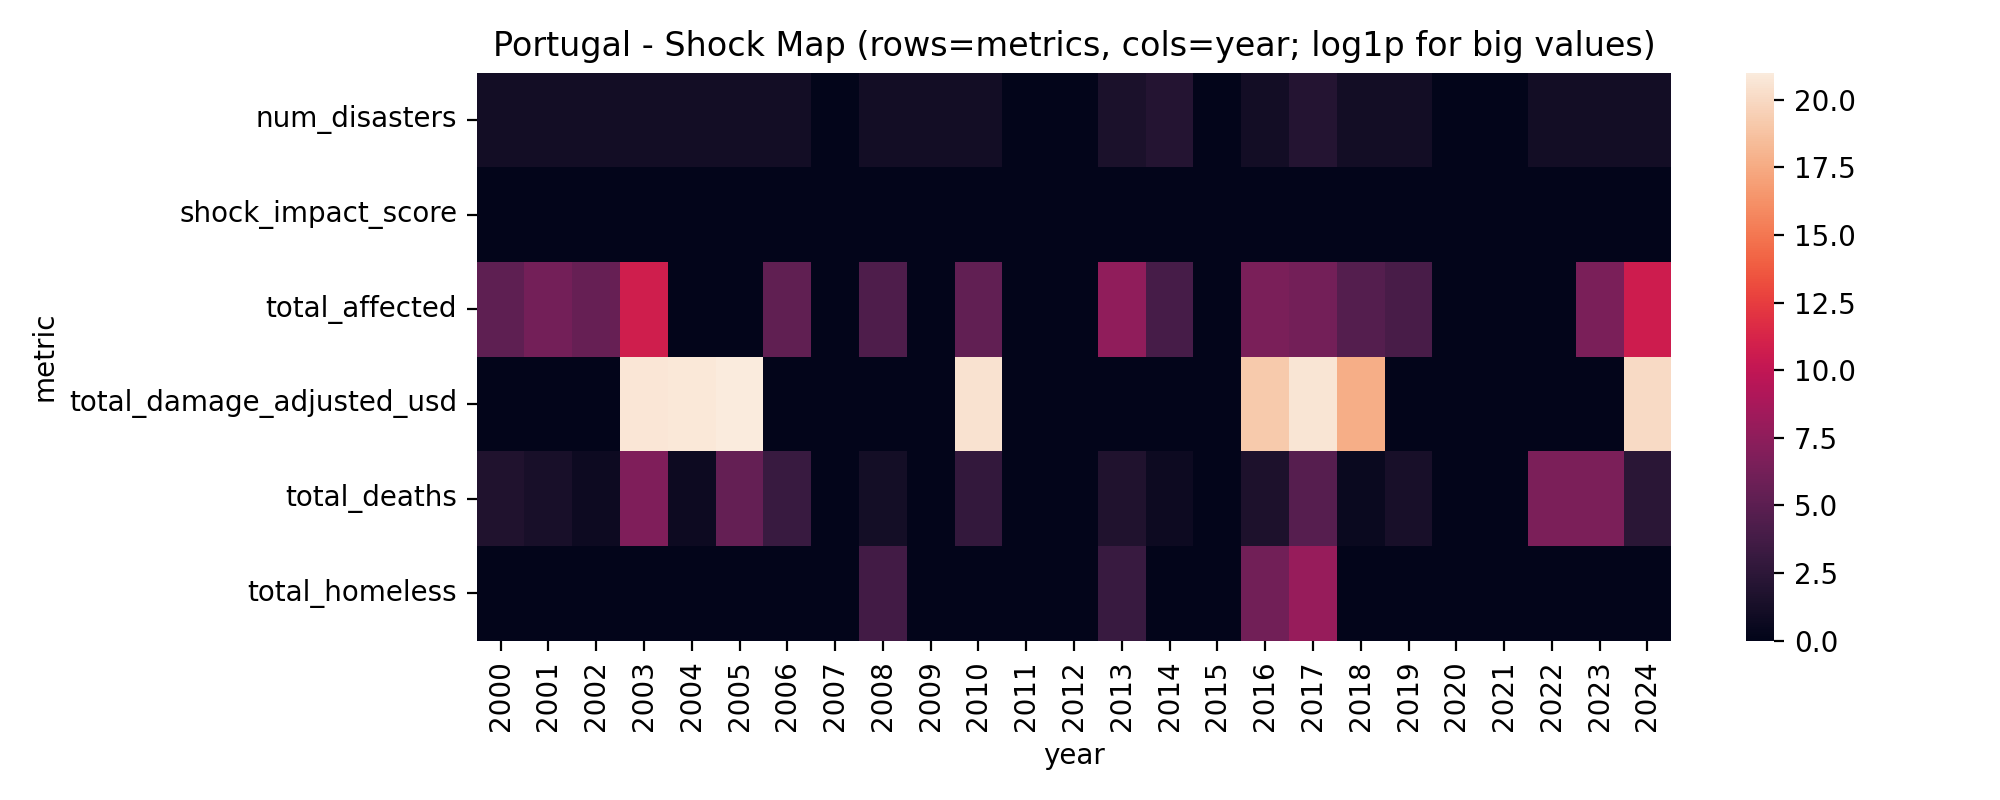 Portugal - Shock Map (rows=metrics, cols=year; log1p for big values)
metric
num_disasters
shock_impact_score
total_affected
total_damage_adjusted_usd
total_deaths
total_homeless
2000 2001 2002 2003 2004 2005 2006 2007 2008 2009 2010 2011 2012 2013 2014 2015 2016 2017 2018 2019 2020 2021 2022 2023 2024
year
20.0
17.5
15.0
12.5
10.0
7.5
5.0
2.5
0.0